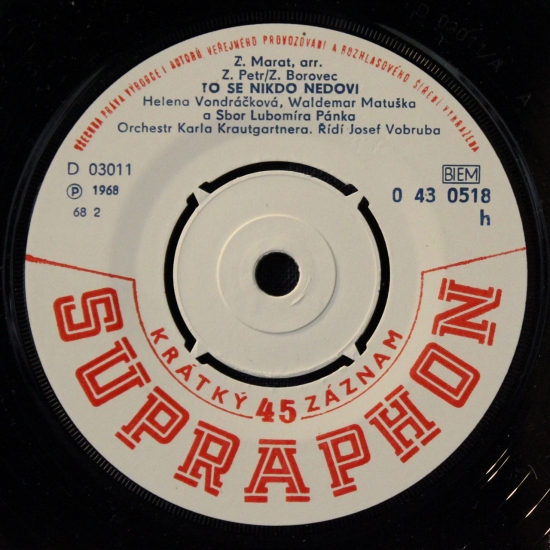 VŠECHNA PRÁVA VÝROBCE I AUTORŮ VEŘEJNÉHO PROVOZOVÁNÍ A ROZHLASOVÉHO ŠÍŘENÍ VYHRAŽENA
Z. Marat, arr.
Z. Petr/Z. Borovec
TO SE NIKDO NEDOVÍ
Helena Vondráčková, Waldemar Matuška
a Sbor Lubomíra Pánka
Orchestr Karla Krautgartnera. Řídí Josef Vobruba
D 03011
℗ 1968
68 2
BIEM
0 43 0518
h
KRÁTKÝ 45 ZÁZNAM
SUPRAPHON